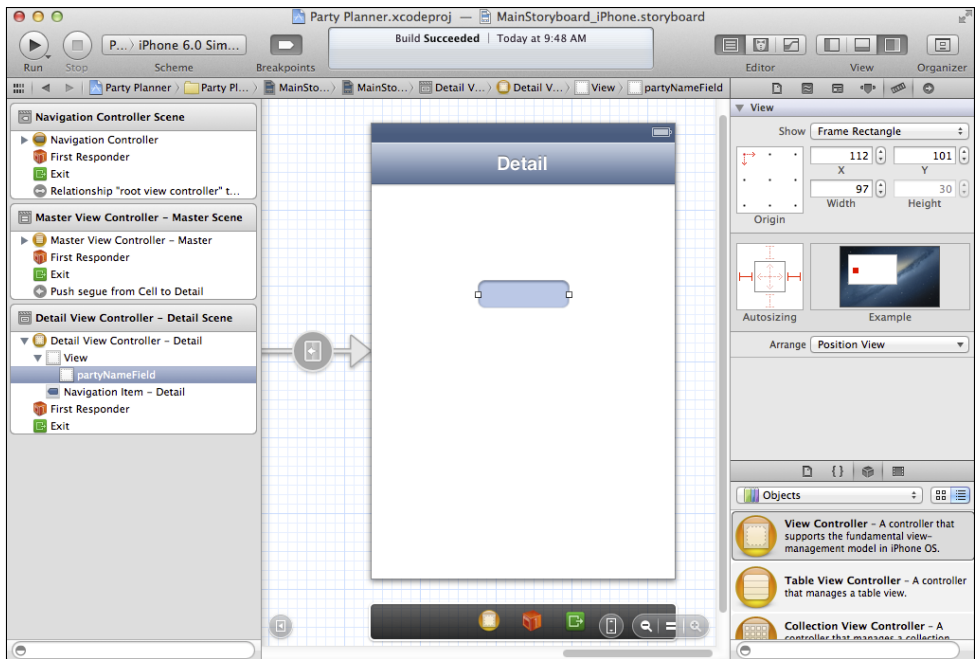 Party Planner.xcodeproj — MainStoryboard_iPhone.storyboard
P...⟩ iPhone 6.0 Sim...
Build Succeeded | Today at 9:48 AM
Run Stop Scheme Breakpoints Editor View Organizer
Party Planner Party Pl... MainSto... MainSto... Detail V... Detail V... View partyNameField
Navigation Controller Scene
Navigation Controller
First Responder
Exit
Relationship "root view controller" t...
Master View Controller – Master Scene
Master View Controller – Master
First Responder
Exit
Push segue from Cell to Detail
Detail View Controller – Detail Scene
Detail View Controller – Detail
View
partyNameField
Navigation Item – Detail
First Responder
Exit
Detail
View
Show Frame Rectangle
112 101
X Y
97 30
Width Height
Origin
Autosizing Example
Arrange Position View
{}
Objects
View Controller – A controller that
supports the fundamental view-
management model in iPhone OS.
Table View Controller – A controller
that manages a table view.
Collection View Controller – A
controller that manages a collection